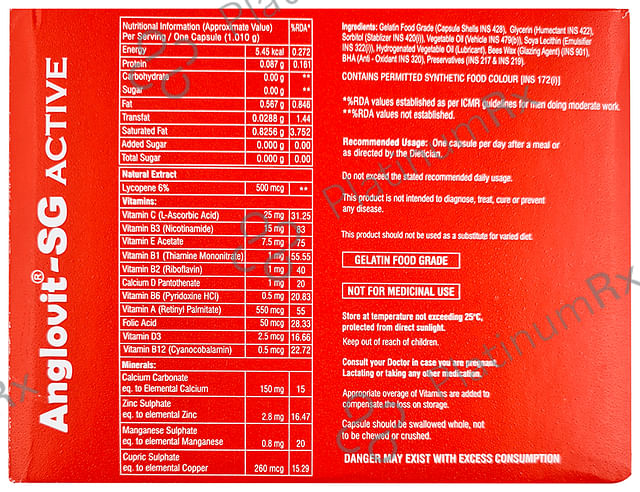 Anglovit®-SG ACTIVE
Nutritional Information (Approximate Value) %RDA*
Per Serving / One Capsule (1.010 g)
Energy 5.45 kcal 0.272
Protein 0.087 g 0.161
Carbohydrate 0.00 g **
Sugar 0.00 g **
Fat 0.567 g 0.846
Transfat 0.0288 g 1.44
Saturated Fat 0.8256 g 3.752
Added Sugar 0.000 g 0.00
Total Sugar 0.000 g 0.00
Natural Extract
Lycopene 6% 500 mcg **
Vitamins:
Vitamin C (L-Ascorbic Acid) 25 mg 31.25
Vitamin B3 (Nicotinamide) 15 mg 83
Vitamin E Acetate 7.5 mg 75
Vitamin B1 (Thiamine Mononitrate) 1 mg 55.55
Vitamin B2 (Riboflavin) 1 mg 40
Calcium D Pantothenate 1 mg 20
Vitamin B6 (Pyridoxine HCl) 0.5 mg 20.83
Vitamin A (Retinyl Palmitate) 550 mcg 55
Folic Acid 50 mcg 28.33
Vitamin D3 2.5 mcg 16.66
Vitamin B12 (Cyanocobalamin) 0.5 mcg 22.72
Minerals:
Calcium Carbonate
eq. to Elemental Calcium 150 mg 15
Zinc Sulphate
eq. to elemental Zinc 2.8 mg 16.47
Manganese Sulphate
eq. to elemental Manganese 0.8 mg 20
Cupric Sulphate
eq. to elemental Copper 260 mcg 15.29
Ingredients: Gelatin Food Grade (Capsule Shells INS 428), Glycerin (Humectant INS 422),
Sorbitol (Stablizer INS 420(i)), Vegetable Oil (Vehicle INS 479(b)), Soya Lecithin (Emulsifier
INS 322(i)), Hydrogenated Vegetable Oil (Lubricant), Bees Wax (Glazing Agent) (INS 901),
BHA (Anti - Oxidant INS 320), Preservatives (INS 217 & INS 219).
CONTAINS PERMITTED SYNTHETIC FOOD COLOUR [INS 172(i)]
*%RDA values established as per ICMR guidelines for men doing moderate work.
**%RDA values not established.
Recommended Usage: One capsule per day after a meal or
as directed by the Dietician.
Do not exceed the stated recommended daily usage.
This product is not intended to diagnose, treat, cure or prevent
any disease.
This product should not be used as a substitute for varied diet.
GELATIN FOOD GRADE
NOT FOR MEDICINAL USE
Store at temperature not exceeding 25°C,
protected from direct sunlight.
Keep out of reach of children.
Consult your Doctor in case you are pregnant,
Lactating or taking any other medication.
Appropriate overage of Vitamins are added to
compensate the loss on storage.
Capsule should be swallowed whole, not
to be chewed or crushed.
DANGER MAY EXIST WITH EXCESS CONSUMPTION
PlatinumRx
PlatinumRx
Rx